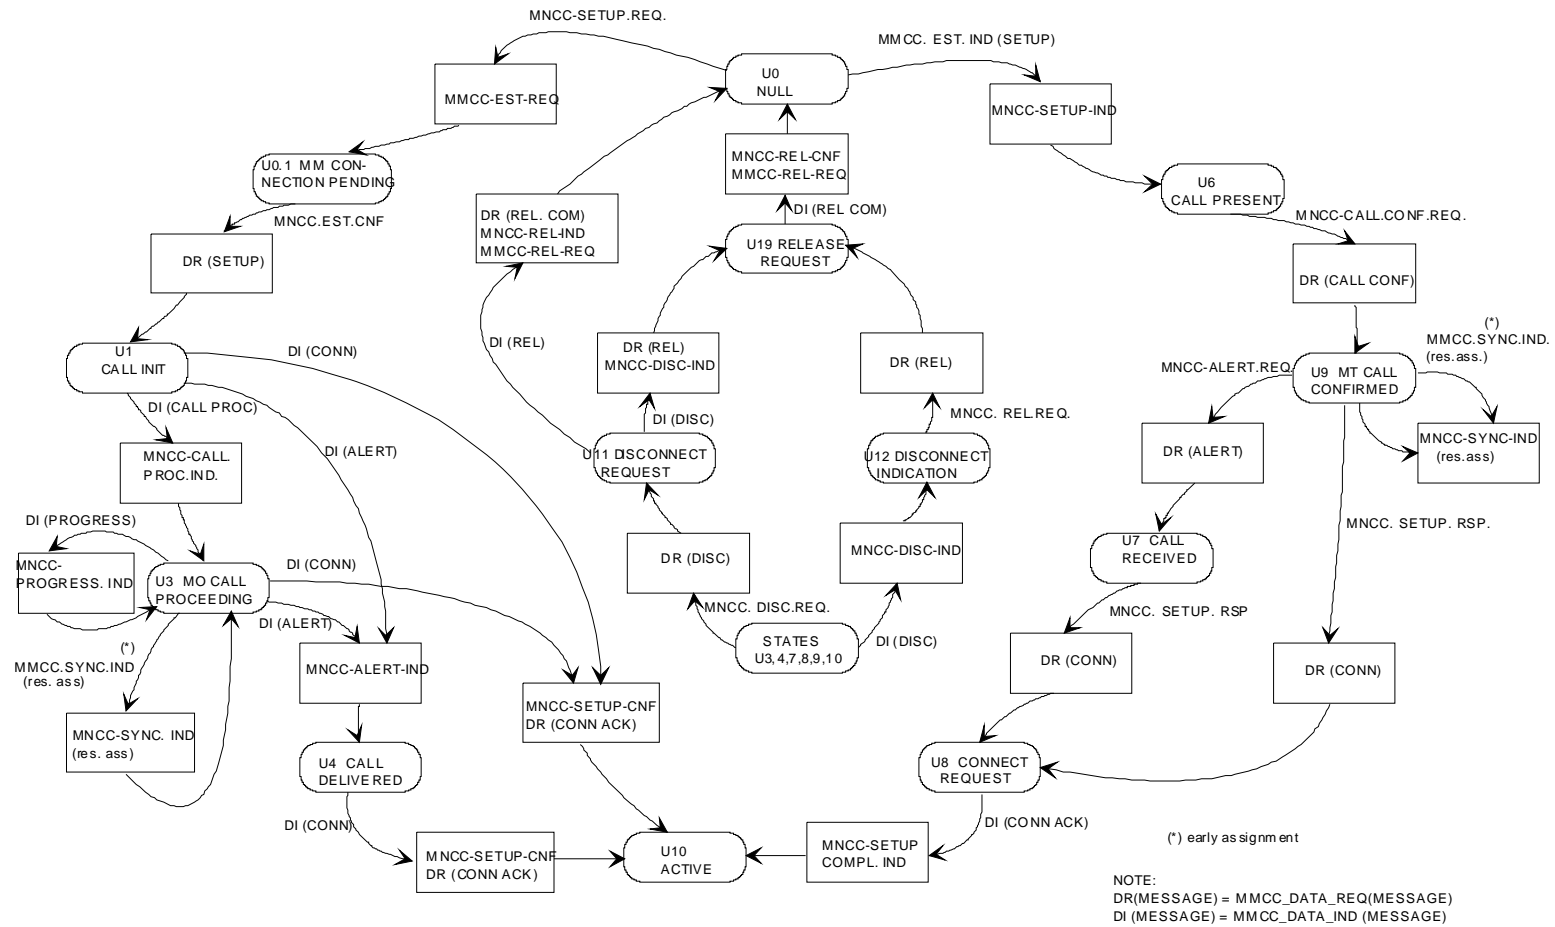 MNCC-SETUP.REQ.
MMCC. EST. IND (SETUP)
U0
NULL
MMCC-EST-REQ
MNCC-SETUP-IND
U0.1 MM CON-
NECTION PENDING
MNCC-REL-CNF
MMCC-REL-REQ
U6
CALL PRESENT
MNCC.EST.CNF
DR (REL. COM)
MNCC-REL-IND
MMCC-REL-REQ
DI (REL COM)
MNCC-CALL.CONF.REQ.
DR (SETUP)
U19 RELEASE
REQUEST
DR (CALL CONF)
DI (REL)
U1
CALL INIT
DI (CONN)
DR (REL)
MNCC-DISC-IND
DR (REL)
(*)
MMCC.SYNC.IND.
(res.ass.)
MNCC-ALERT.REQ.
U9 MT CALL
CONFIRMED
DI (CALL PROC)
DI (DISC)
MNCC. REL.REQ.
DI (ALERT)
MNCC-CALL.
PROC.IND.
U11 DISCONNECT
REQUEST
U12 DISCONNECT
INDICATION
DR (ALERT)
MNCC-SYNC-IND
(res.ass)
DI (PROGRESS)
MNCC. SETUP. RSP.
MNCC-
PROGRESS. IND
U3 MO CALL
PROCEEDING
DI (CONN)
DR (DISC)
MNCC-DISC-IND
U7 CALL
RECEIVED
DI (ALERT)
MNCC. DISC.REQ.
MNCC. SETUP. RSP
(*)
MMCC.SYNC.IND
(res. ass)
MNCC-ALERT-IND
STATES
U3,4,7,8,9,10
DI (DISC)
DR (CONN)
DR (CONN)
MNCC-SYNC. IND
(res. ass)
MNCC-SETUP-CNF
DR (CONN ACK)
U4 CALL
DELIVERED
U8 CONNECT
REQUEST
DI (CONN)
DI (CONN ACK)
MNCC-SETUP-CNF
DR (CONN ACK)
U10
ACTIVE
MNCC-SETUP
COMPL. IND
(*) early assignment
NOTE:
DR(MESSAGE) = MMCC_DATA_REQ(MESSAGE)
DI (MESSAGE) = MMCC_DATA_IND (MESSAGE)